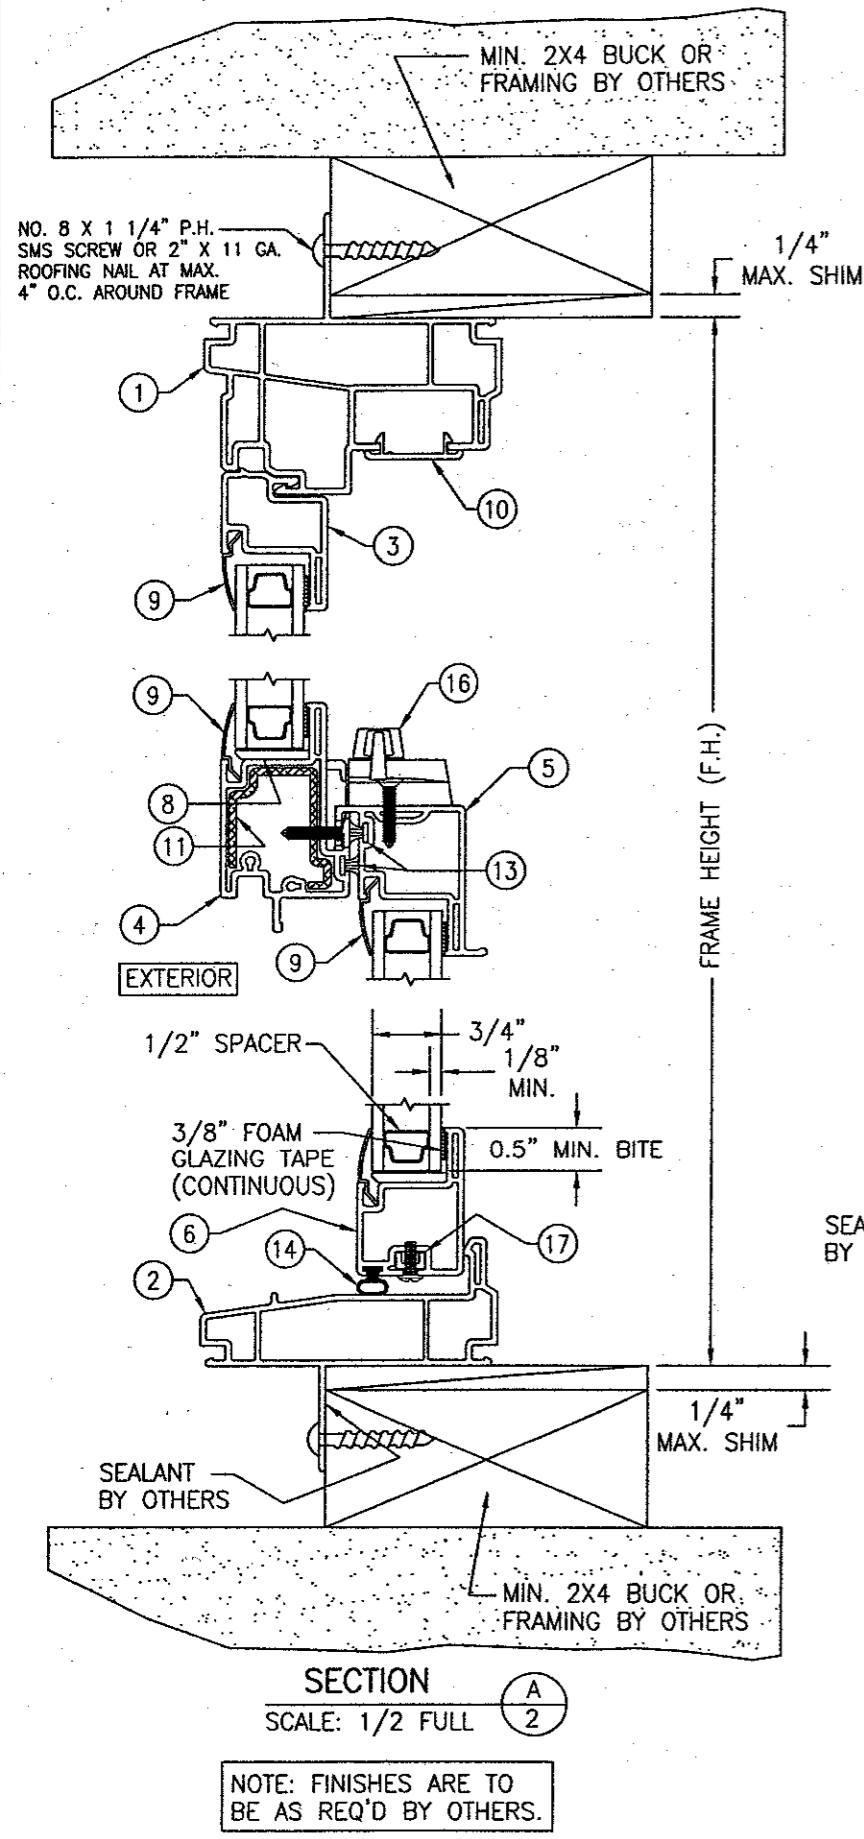 MIN. 2X4 BUCK OR
FRAMING BY OTHERS
NO. 8 X 1 1/4" P.H.
SMS SCREW OR 2" X 11 GA.
ROOFING NAIL AT MAX.
4" O.C. AROUND FRAME
1/4"
MAX. SHIM
1
10
3
9
9
16
5
8
11
13
4
9
EXTERIOR
FRAME HEIGHT (F.H.)
1/2" SPACER
3/4"
1/8"
MIN.
3/8" FOAM
GLAZING TAPE
(CONTINUOUS)
0.5" MIN. BITE
6
14
17
2
SEA
BY
1/4"
MAX. SHIM
SEALANT
BY OTHERS
MIN. 2X4 BUCK OR
FRAMING BY OTHERS
SECTION
A
2
SCALE: 1/2 FULL
NOTE: FINISHES ARE TO
BE AS REQ'D BY OTHERS.